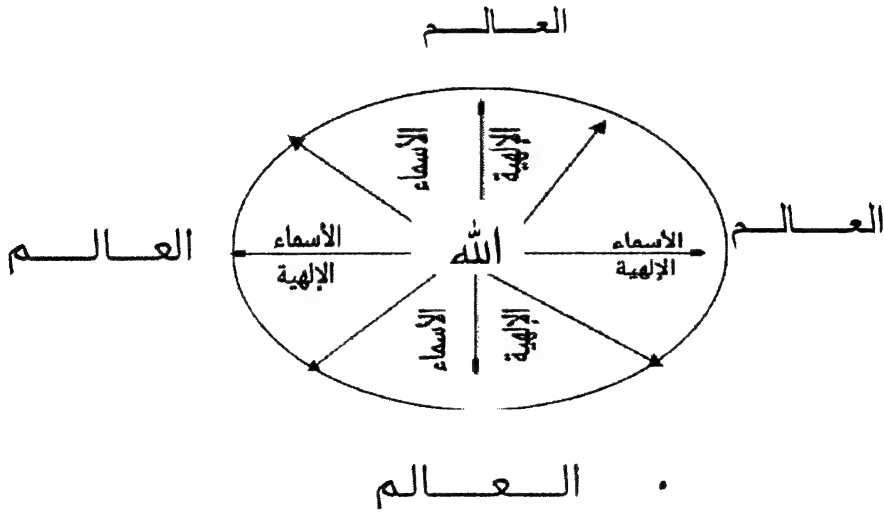 العالم
الأسماء الإلهية
العالم
الأسماء
الإلهية
الله
الأسماء
الإلهية
العالم
الأسماء الإلهية
العالم